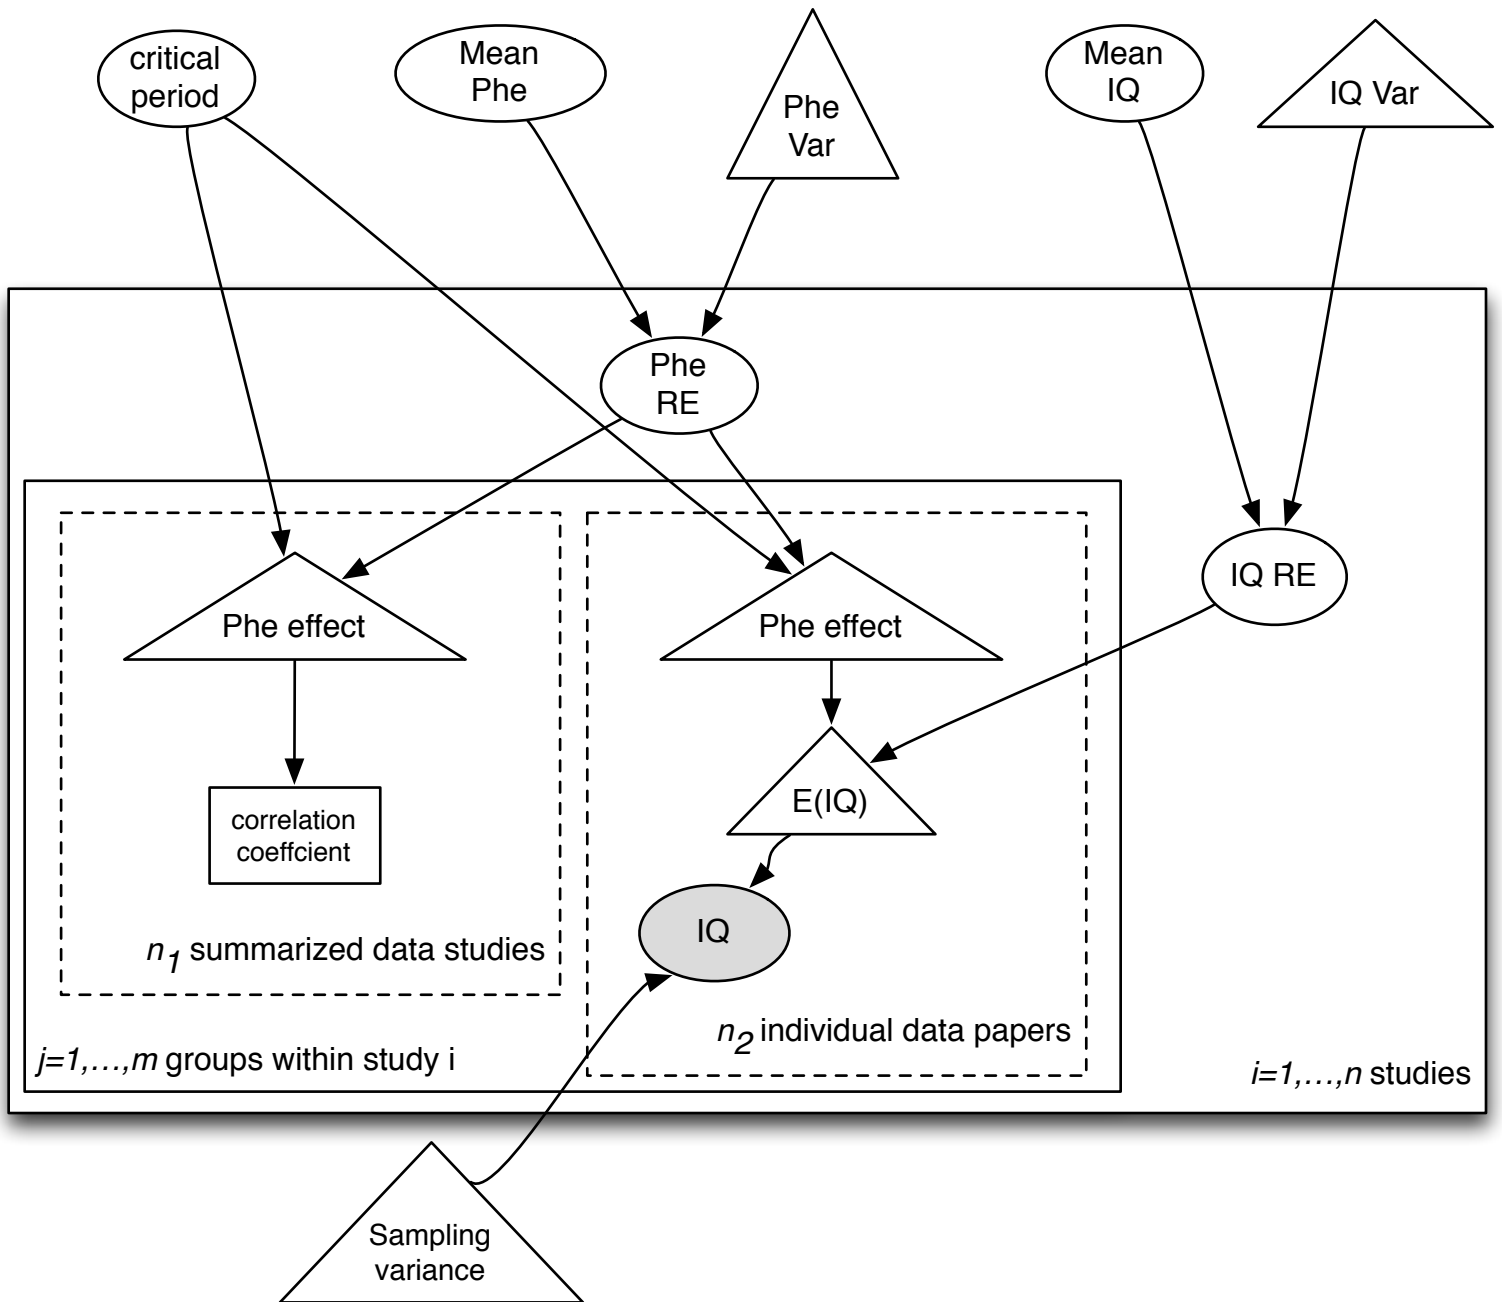 critical
period
Mean
Phe
Phe
Var
Mean
IQ
IQ Var
Phe
RE
IQ RE
Phe effect
Phe effect
E(IQ)
correlation
coeffcient
IQ
n1 summarized data studies
n2 individual data papers
j=1,...,m groups within study i
i=1,...,n studies
Sampling
variance